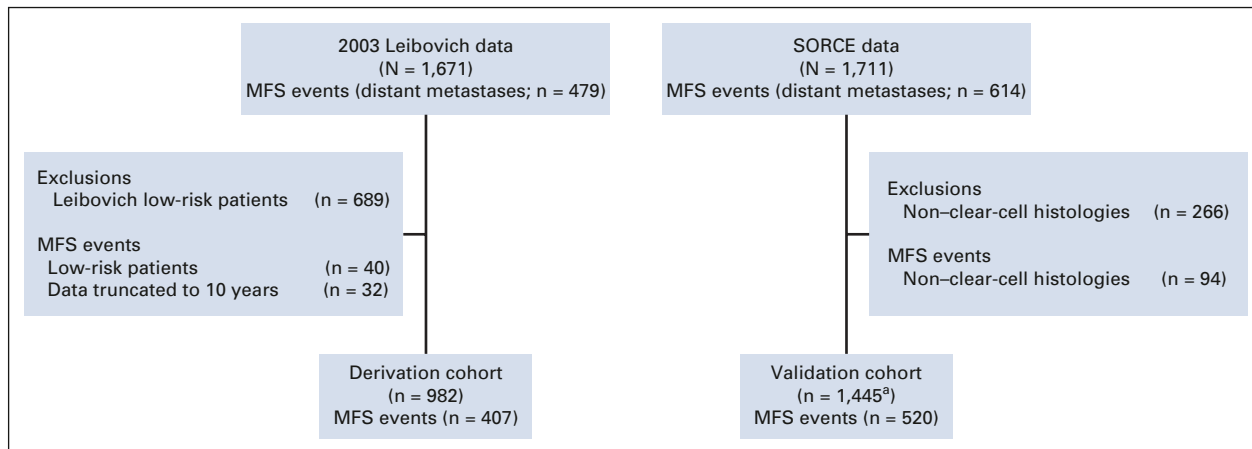 2003 Leibovich data
(N = 1,671)
MFS events (distant metastases; n = 479)
Exclusions
Leibovich low-risk patients (n = 689)
MFS events
Low-risk patients (n = 40)
Data truncated to 10 years (n = 32)
Derivation cohort
(n = 982)
MFS events (n = 407)
SORCE data
(N = 1,711)
MFS events (distant metastases; n = 614)
Exclusions
Non–clear-cell histologies (n = 266)
MFS events
Non–clear-cell histologies (n = 94)
Validation cohort
(n = 1,445a)
MFS events (n = 520)